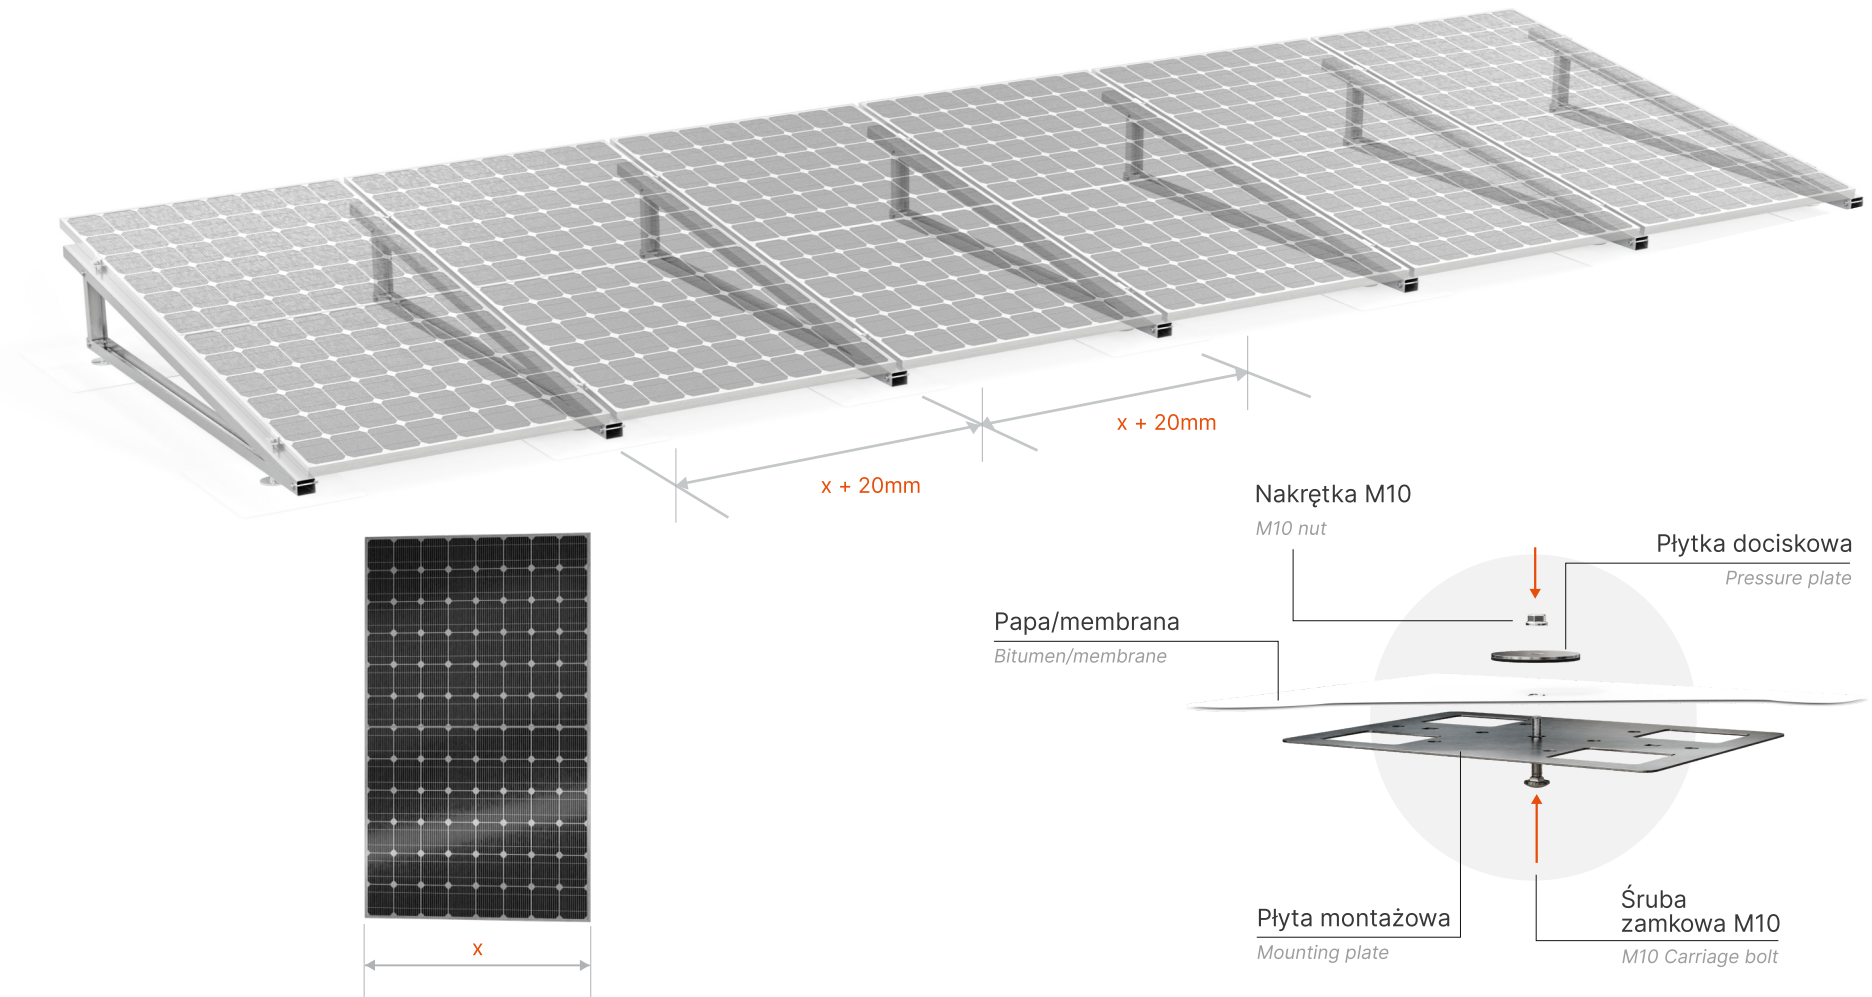 x + 20mm
x + 20mm
Nakrętka M10
M10 nut
Płytka dociskowa
Pressure plate
Papa/membrana
Bitumen/membrane
Płyta montażowa
Mounting plate
Śruba
zamkowa M10
M10 Carriage bolt
x